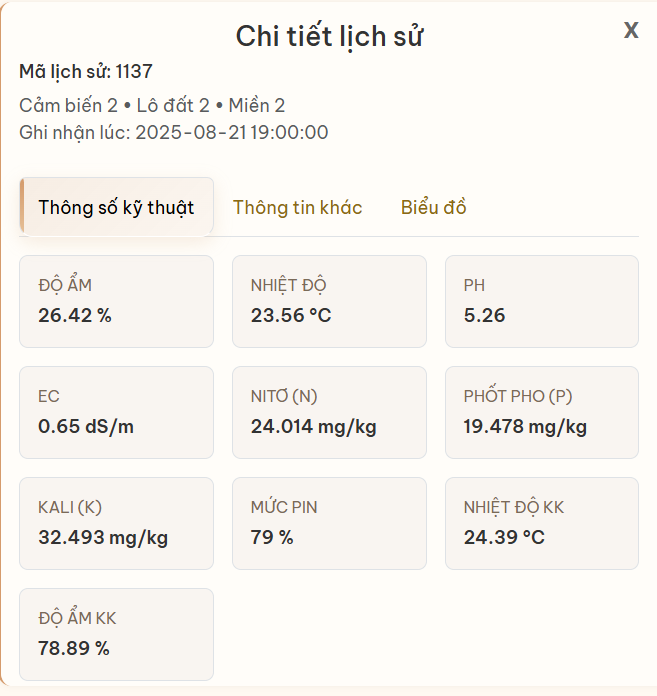 Chi tiết lịch sử
X
Mã lịch sử: 1137
Cảm biến 2 • Lô đất 2 • Miền 2
Ghi nhận lúc: 2025-08-21 19:00:00
Thông số kỹ thuật
Thông tin khác
Biểu đồ
ĐỘ ẨM
26.42 %
NHIỆT ĐỘ
23.56 °C
PH
5.26
EC
0.65 dS/m
NITƠ (N)
24.014 mg/kg
PHỐT PHO (P)
19.478 mg/kg
KALI (K)
32.493 mg/kg
MỨC PIN
79 %
NHIỆT ĐỘ KK
24.39 °C
ĐỘ ẨM KK
78.89 %